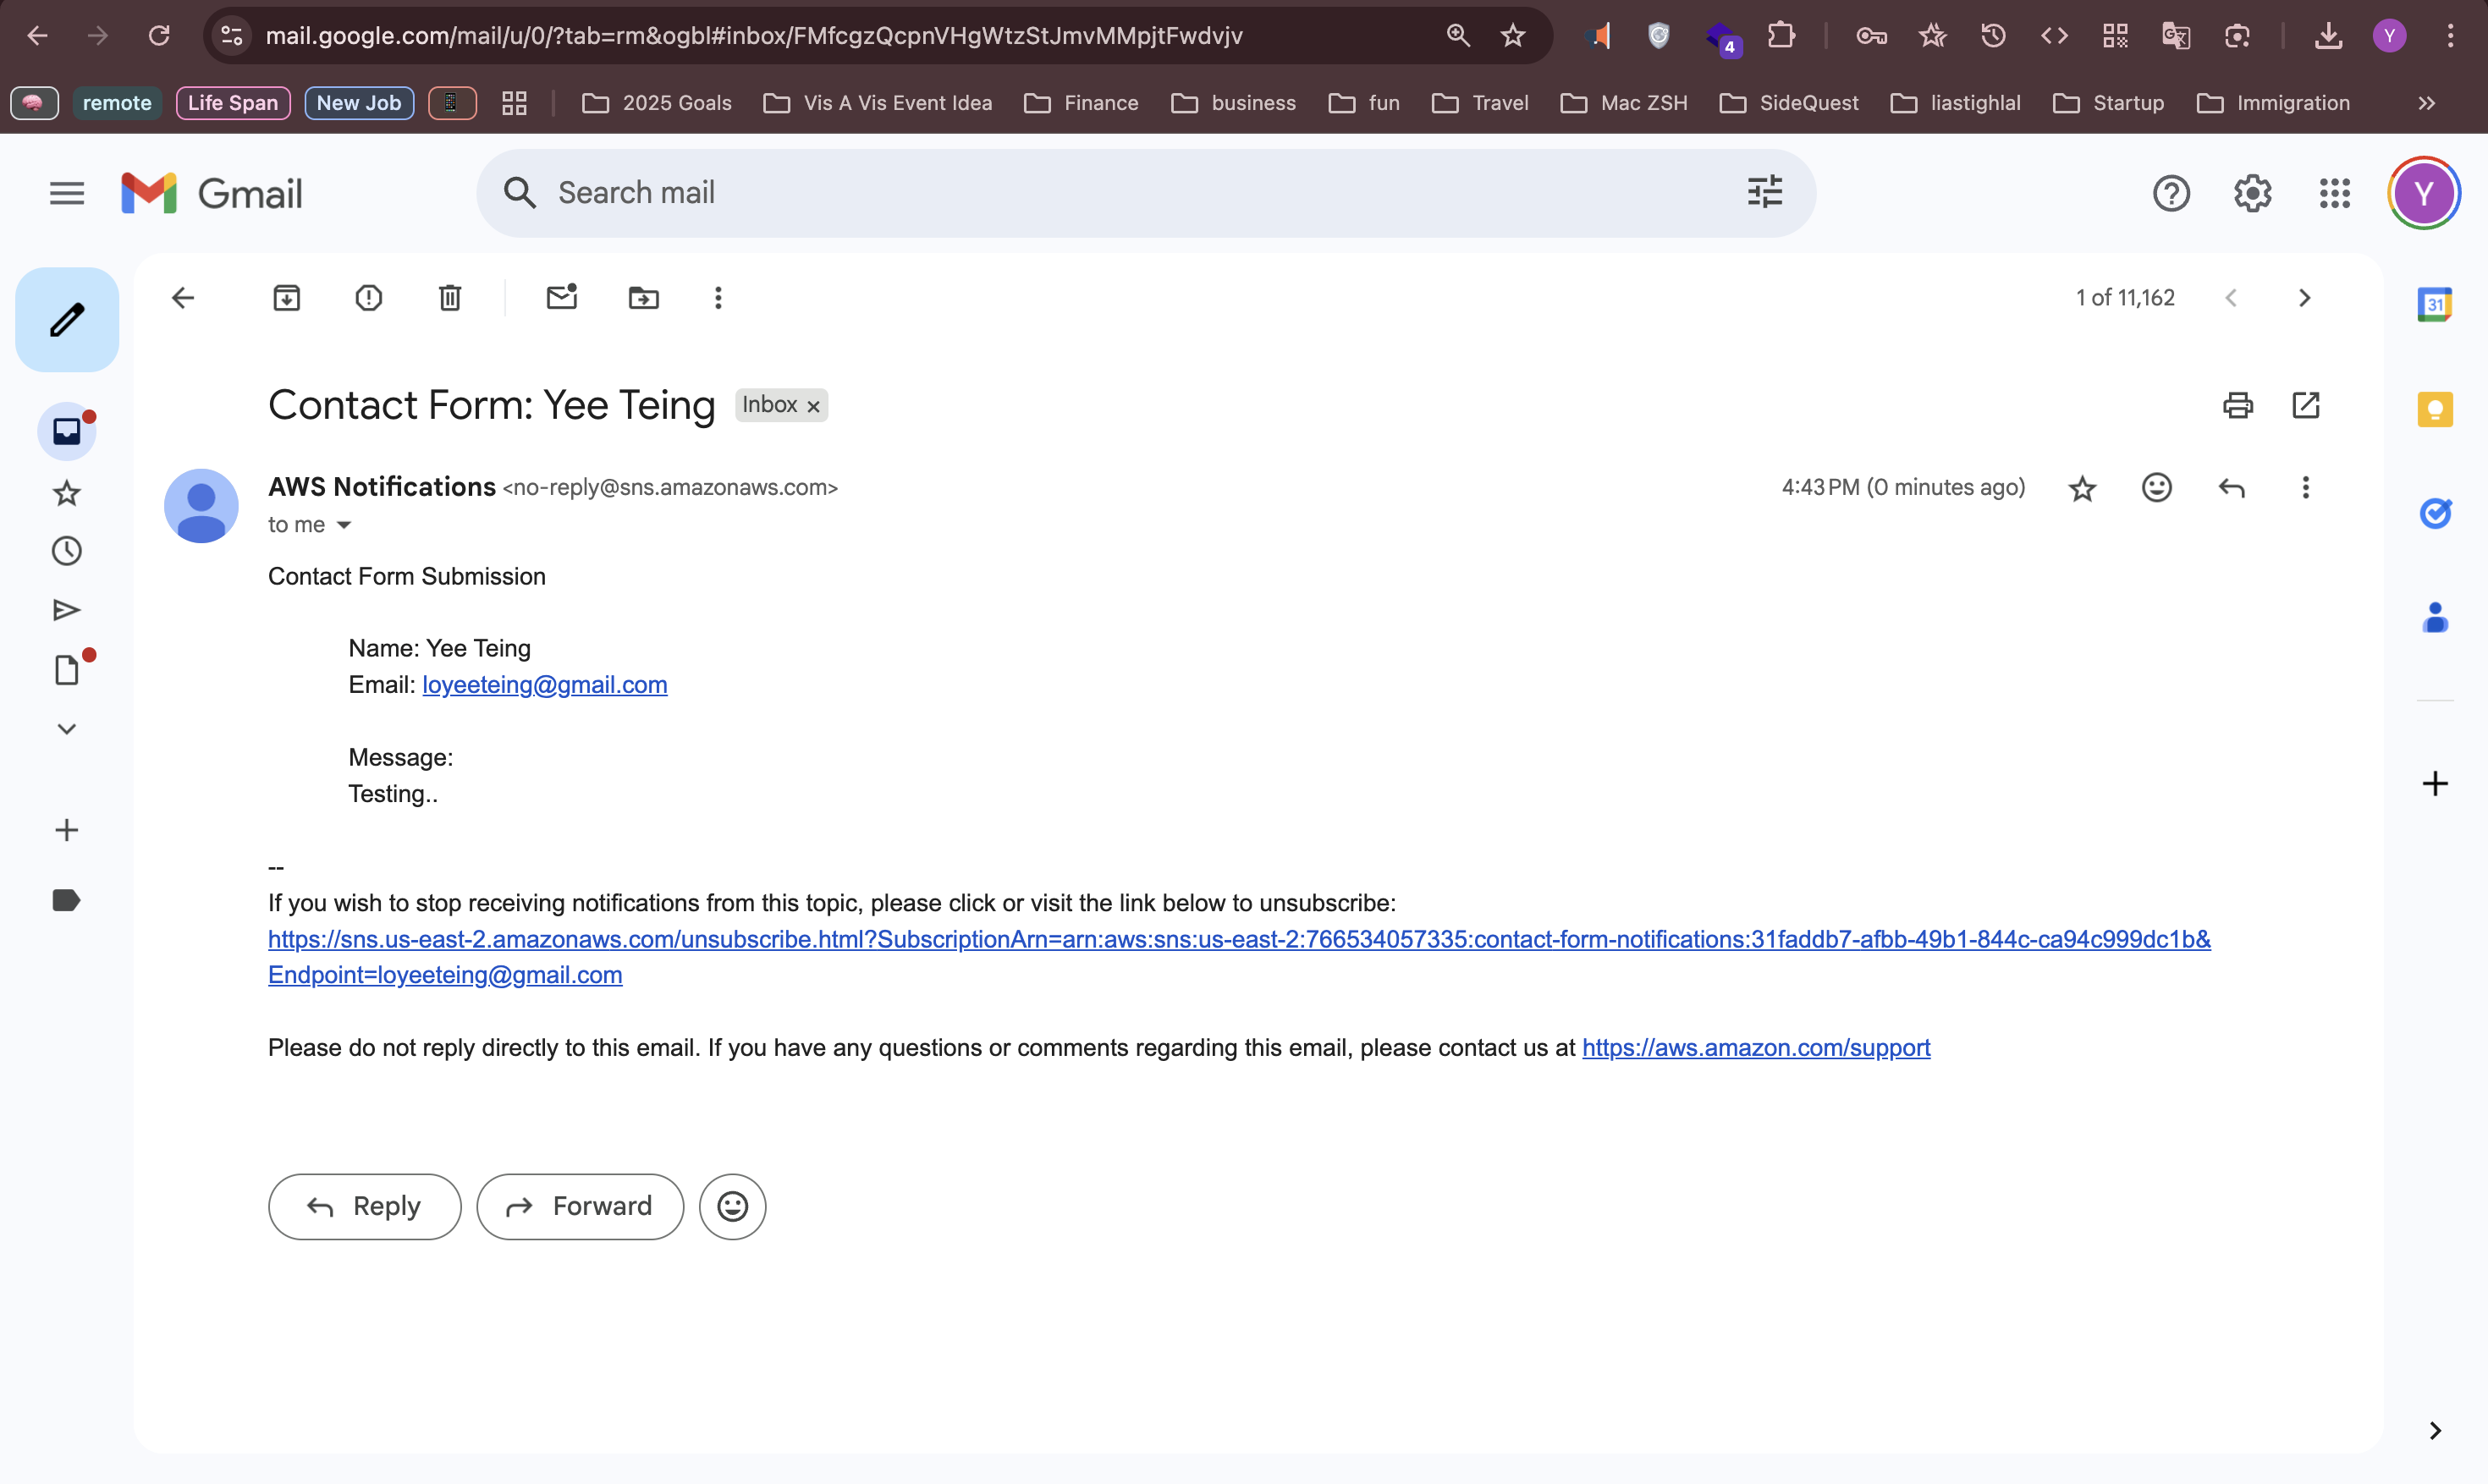 mail.google.com/mail/u/0/?tab=rm&ogbl#inbox/FMfcgzQcpnVHgWtzStJmvMMpjtFwdvjv
4
Y
remote
Life Span
New Job
2025 Goals
Vis A Vis Event Idea
Finance
business
fun
Travel
Mac ZSH
SideQuest
liastighlal
Startup
Immigration
Gmail
Search mail
Y
1 of 11,162
31
Contact Form: Yee Teing
Inbox x
AWS Notifications <no-reply@sns.amazonaws.com>
4:43 PM (0 minutes ago)
to me
Contact Form Submission
Name: Yee Teing
Email: loyeeteing@gmail.com
Message:
Testing..
--
If you wish to stop receiving notifications from this topic, please click or visit the link below to unsubscribe:
https://sns.us-east-2.amazonaws.com/unsubscribe.html?SubscriptionArn=arn:aws:sns:us-east-2:766534057335:contact-form-notifications:31faddb7-afbb-49b1-844c-ca94c999dc1b&
Endpoint=loyeeteing@gmail.com
Please do not reply directly to this email. If you have any questions or comments regarding this email, please contact us at https://aws.amazon.com/support
Reply
Forward